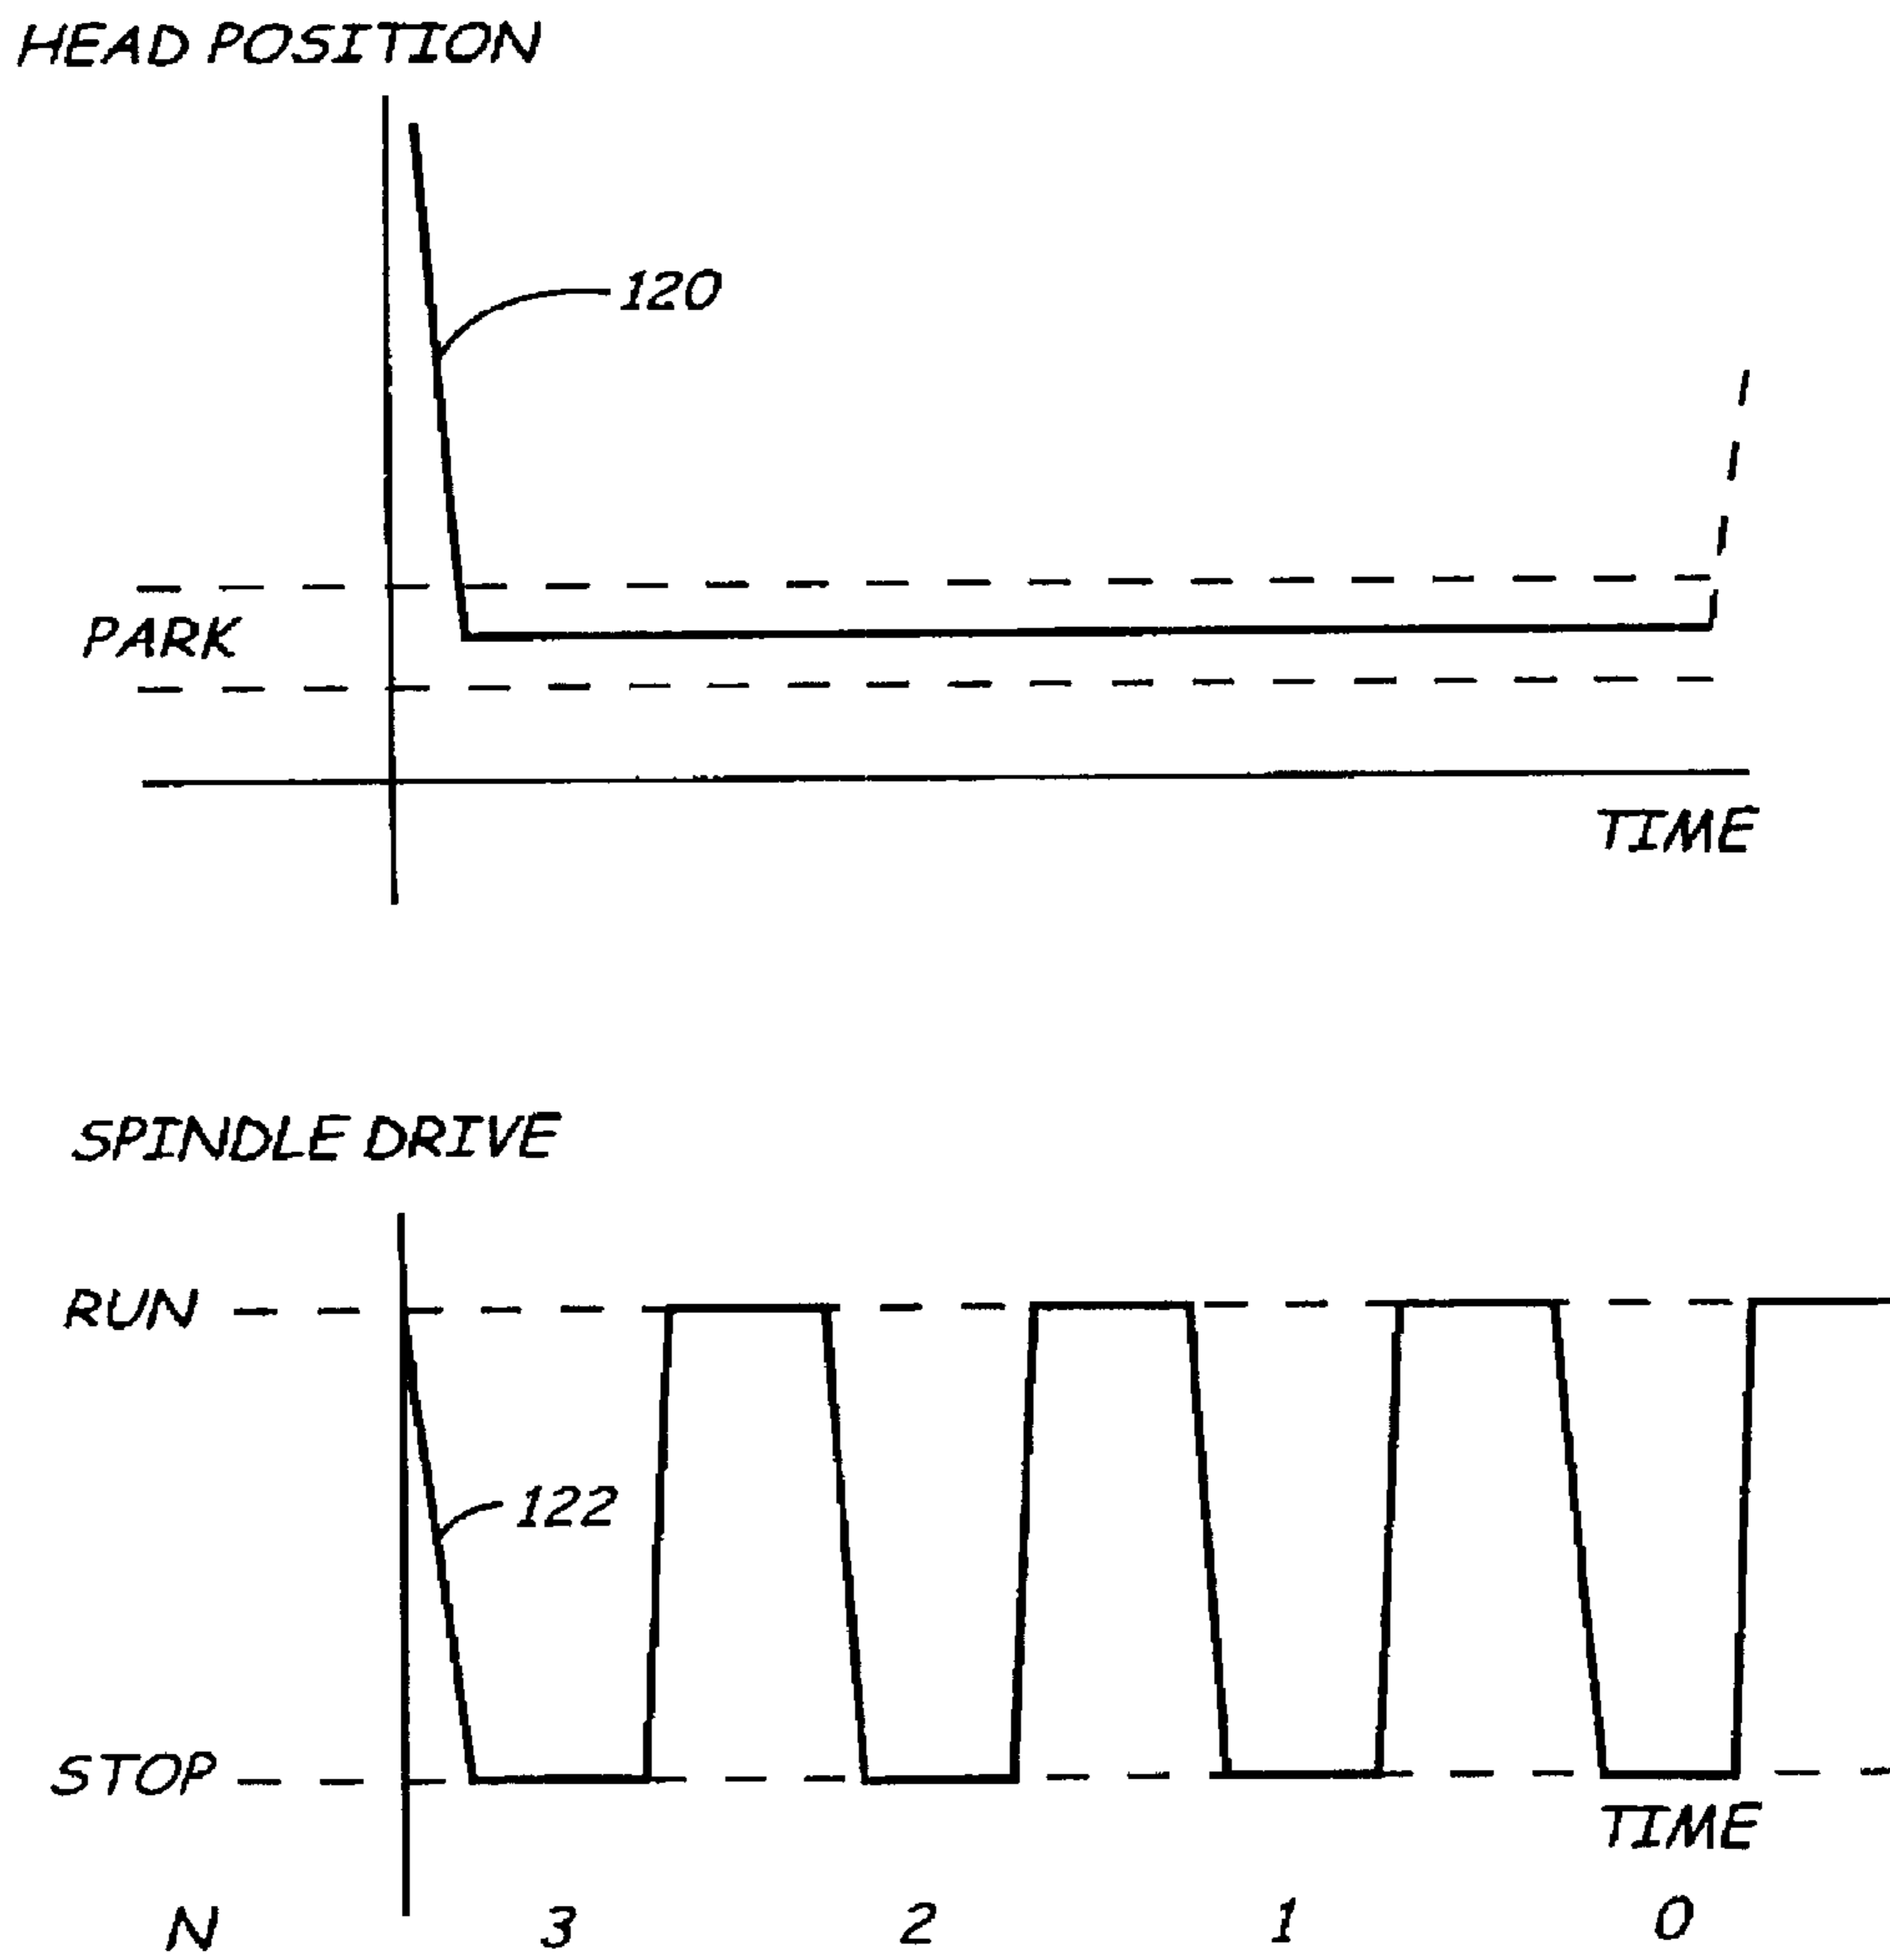 HEAD POSITION
120
PARK
TIME
SPINDLE DRIVE
RUN
122
STOP
TIME
N 3 2 1 0